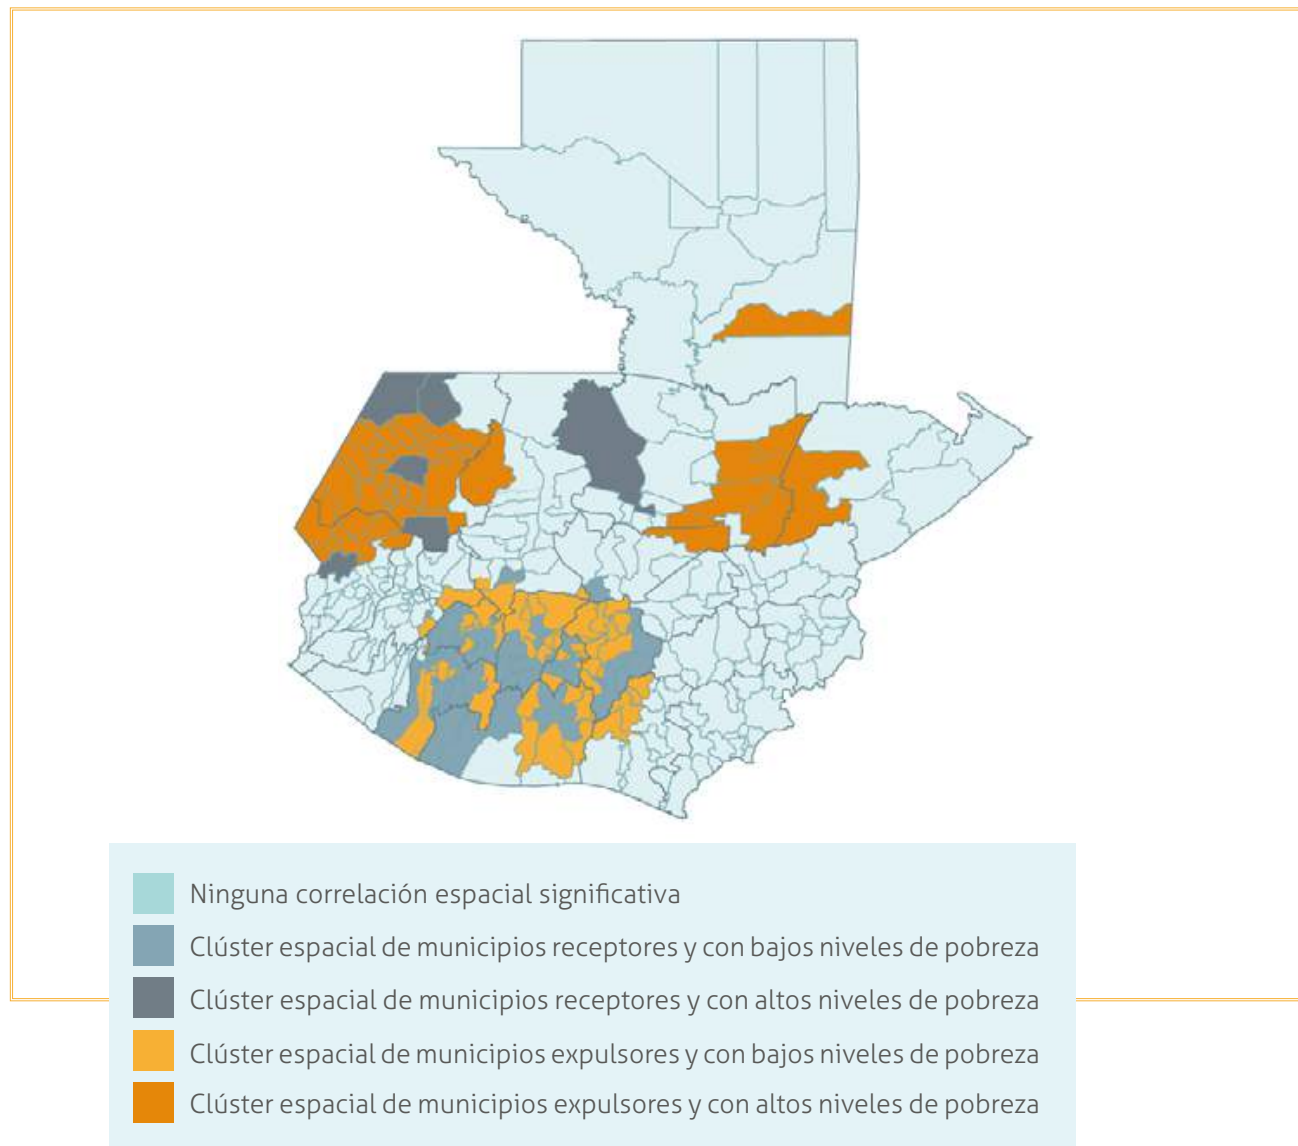 Ninguna correlación espacial significativa
Clúster espacial de municipios receptores y con bajos niveles de pobreza
Clúster espacial de municipios receptores y con altos niveles de pobreza
Clúster espacial de municipios expulsores y con bajos niveles de pobreza
Clúster espacial de municipios expulsores y con altos niveles de pobreza